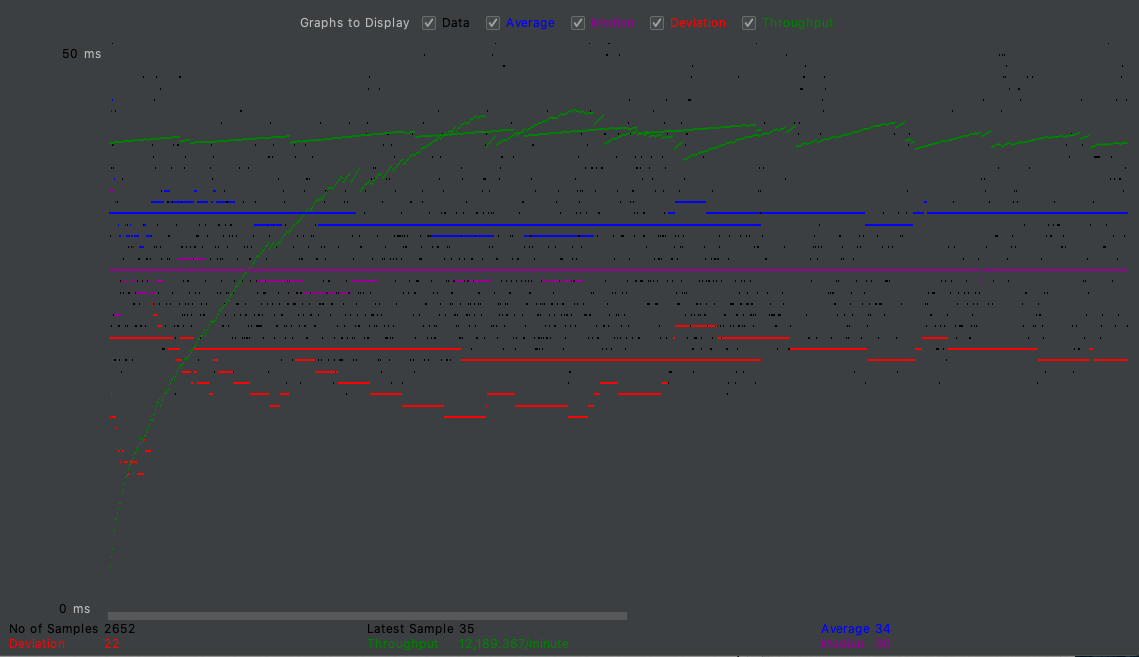 Graphs to Display Data Average Median Deviation Throughput
50 ms
0 ms
No of Samples 2652 Latest Sample 35 Average 34
Deviation 22 Throughput 12,189.367/minute Median 30